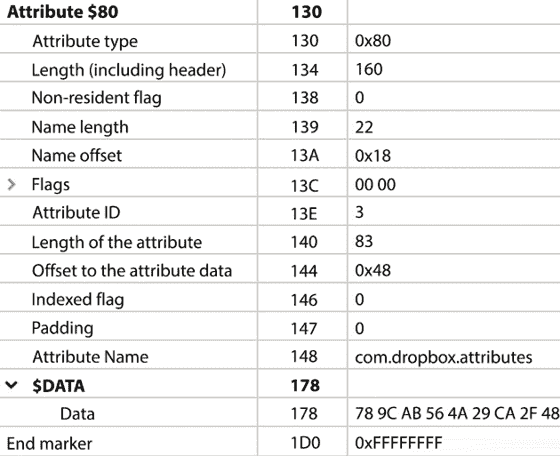 Attribute $80 130
Attribute type 130 0x80
Length (including header) 134 160
Non-resident flag 138 0
Name length 139 22
Name offset 13A 0x18
Flags 13C 00 00
Attribute ID 13E 3
Length of the attribute 140 83
Offset to the attribute data 144 0x48
Indexed flag 146 0
Padding 147 0
Attribute Name 148 com.dropbox.attributes
$DATA 178
Data 178 78 9C AB 56 4A 29 CA 2F 48
End marker 1D0 0xFFFFFFFF